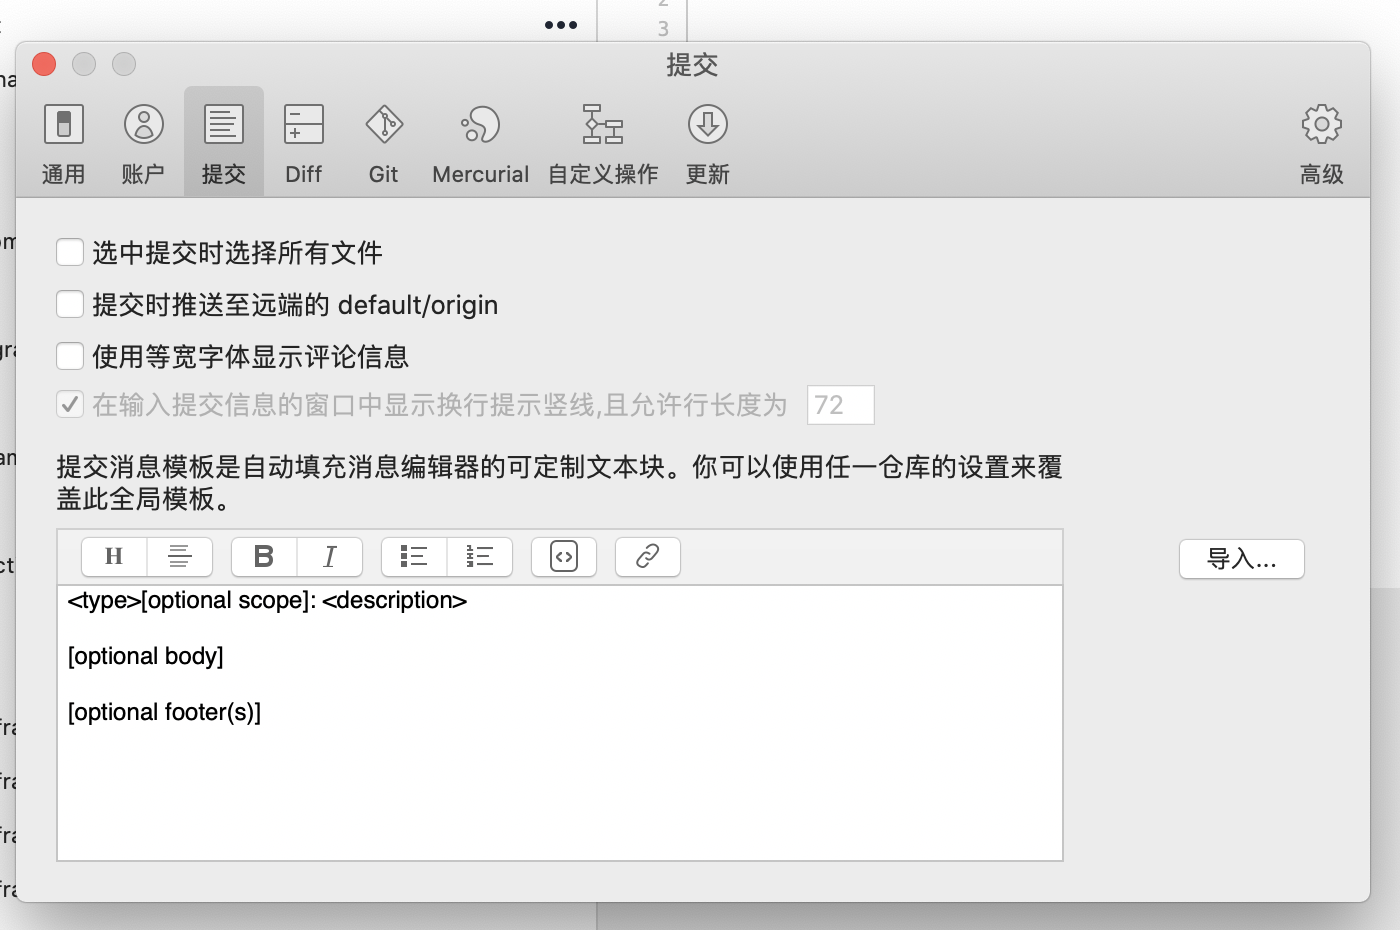 3
提交
通用
账户
提交
Diff
Git
Mercurial
自定义操作
更新
高级
选中提交时选择所有文件
提交时推送至远端的 default/origin
使用等宽字体显示评论信息
在输入提交信息的窗口中显示换行提示竖线,且允许行长度为 72
提交消息模板是自动填充消息编辑器的可定制文本块。你可以使用任一仓库的设置来覆
盖此全局模板。
H
B
I
导入...
<type>[optional scope]: <description>
[optional body]
[optional footer(s)]